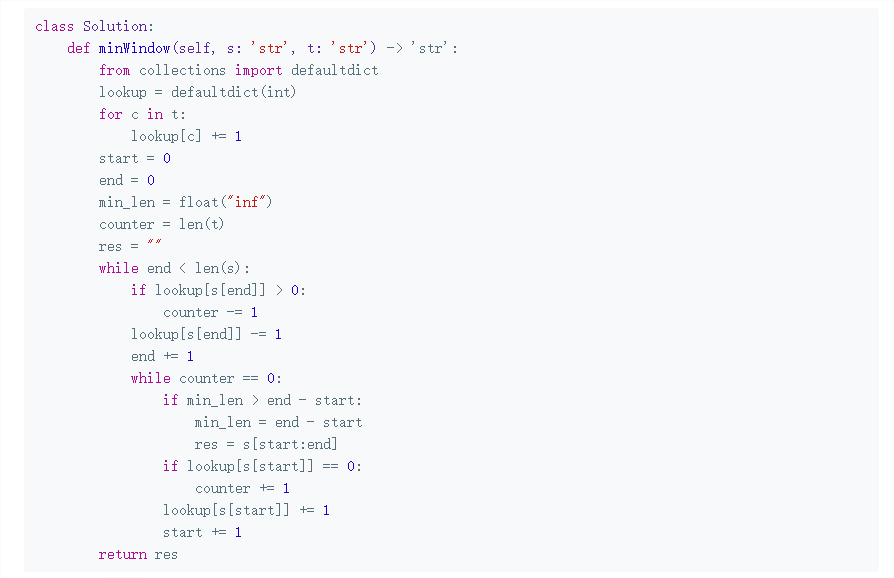 class Solution:
    def minWindow(self, s: 'str', t: 'str') -> 'str':
        from collections import defaultdict
        lookup = defaultdict(int)
        for c in t:
            lookup[c] += 1
        start = 0
        end = 0
        min_len = float("inf")
        counter = len(t)
        res = ""
        while end < len(s):
            if lookup[s[end]] > 0:
                counter -= 1
            lookup[s[end]] -= 1
            end += 1
            while counter == 0:
                if min_len > end - start:
                    min_len = end - start
                    res = s[start:end]
                if lookup[s[start]] == 0:
                    counter += 1
                lookup[s[start]] += 1
                start += 1
        return res